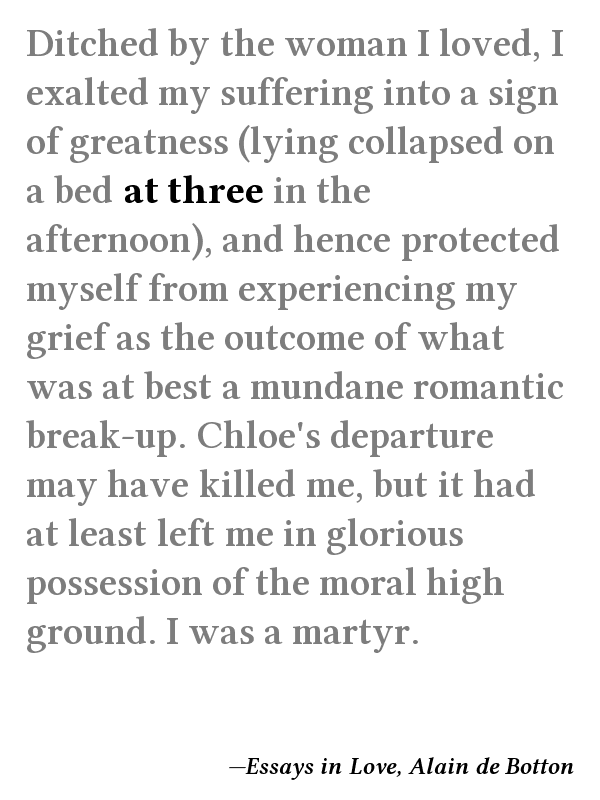 Ditched by the woman I loved, I
exalted my suffering into a sign
of greatness (lying collapsed on
a bed at three in the
afternoon), and hence protected
myself from experiencing my
grief as the outcome of what
was at best a mundane romantic
break-up. Chloe's departure
may have killed me, but it had
at least left me in glorious
possession of the moral high
ground. I was a martyr.
—Essays in Love, Alain de Botton